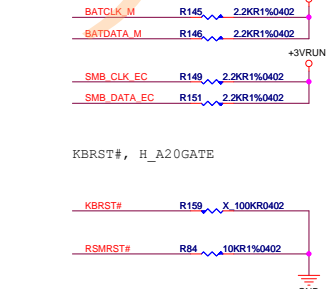 BATCLK_M R145 2.2KR1%0402
BATDATA_M R146 2.2KR1%0402
+3VRUN
SMB_CLK_EC R149 2.2KR1%0402
SMB_DATA_EC R151 2.2KR1%0402
KBRST#, H_A20GATE
KBRST# R159 X_100KR0402
RSMRST# R84 10KR1%0402